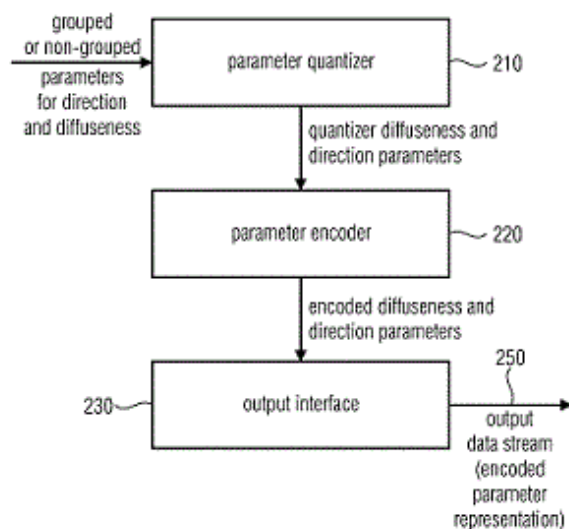 grouped
or non-grouped
parameters
for direction
and diffuseness
parameter quantizer
210
quantizer diffuseness and
direction parameters
parameter encoder
220
encoded diffuseness and
direction parameters
230
output interface
250
output
data stream
(encoded
parameter
representation)